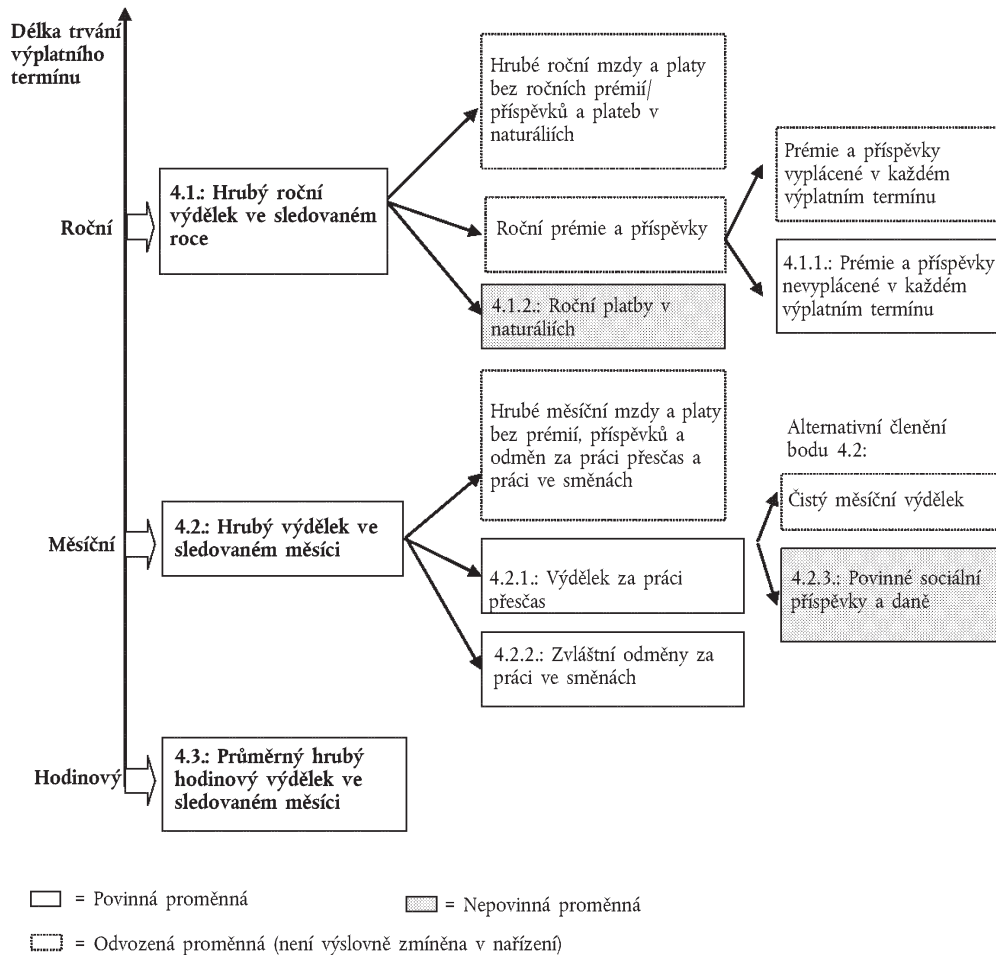 Délka trvání
výplatního
termínu
Hrubé roční mzdy a platy
bez ročních prémií/
příspěvků a plateb v
naturáliích
Prémie a příspěvky
vyplácené v každém
výplatním termínu
Roční
4.1.: Hrubý roční
výdělek ve sledovaném
roce
Roční prémie a příspěvky
4.1.1.: Prémie a příspěvky
nevyplácené v každém
výplatním termínu
4.1.2.: Roční platby v
naturáliích
Hrubé měsíční mzdy a platy
bez prémií, příspěvků a
odměn za práci přesčas a
práci ve směnách
Alternativní členění
bodu 4.2:
Čistý měsíční výdělek
Měsíční
4.2.: Hrubý výdělek ve
sledovaném měsíci
4.2.1.: Výdělek za práci
přesčas
4.2.3.: Povinné sociální
příspěvky a daně
4.2.2.: Zvláštní odměny za
práci ve směnách
Hodinový
4.3.: Průměrný hrubý
hodinový výdělek ve
sledovaném měsíci
= Povinná proměnná
= Nepovinná proměnná
= Odvozená proměnná (není výslovně zmíněna v nařízení)